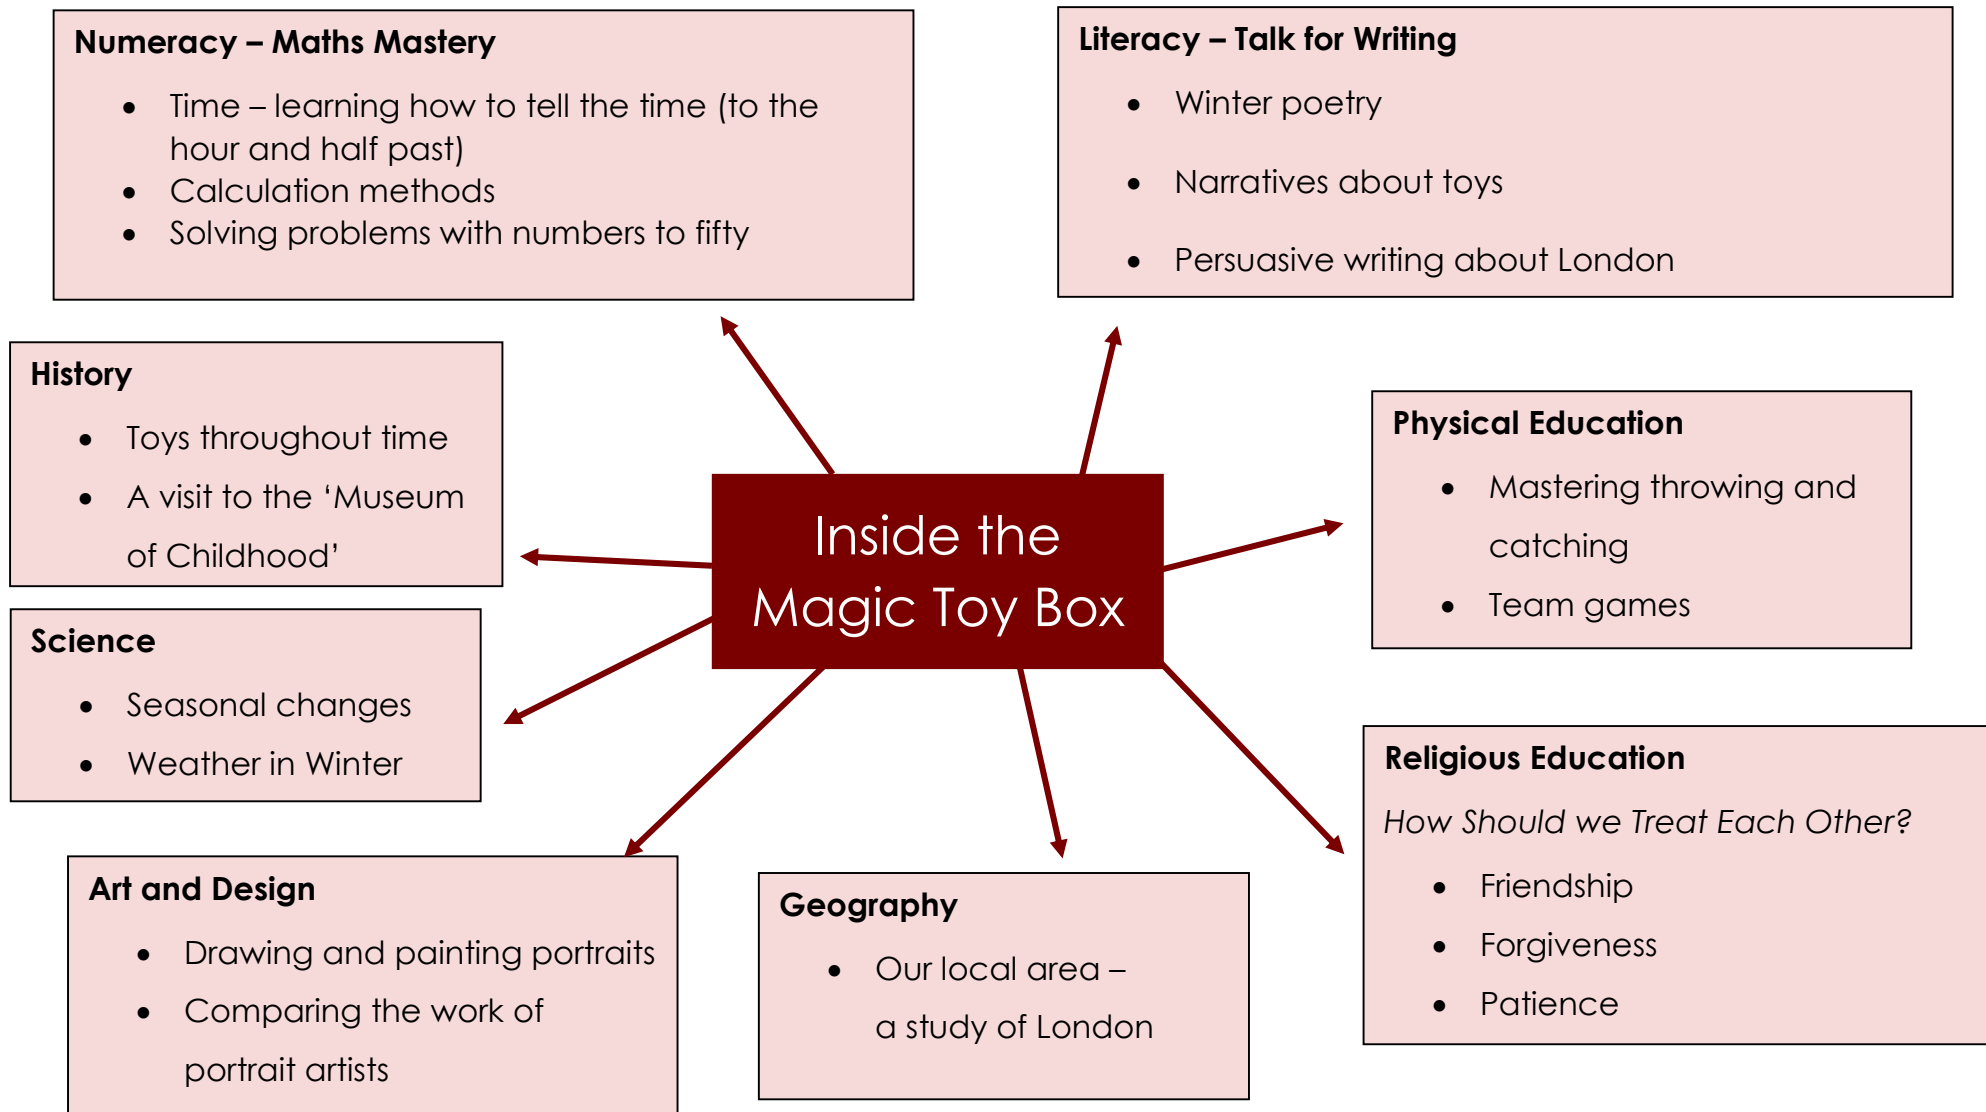 Numeracy – Maths Mastery
• Time – learning how to tell the time (to the
hour and half past)
• Calculation methods
• Solving problems with numbers to fifty
Literacy – Talk for Writing
• Winter poetry
• Narratives about toys
• Persuasive writing about London
History
• Toys throughout time
• A visit to the ‘Museum
of Childhood’
Inside the
Magic Toy Box
Physical Education
• Mastering throwing and
catching
• Team games
Science
• Seasonal changes
• Weather in Winter
Religious Education
How Should we Treat Each Other?
• Friendship
• Forgiveness
• Patience
Art and Design
• Drawing and painting portraits
• Comparing the work of
portrait artists
Geography
• Our local area –
a study of London